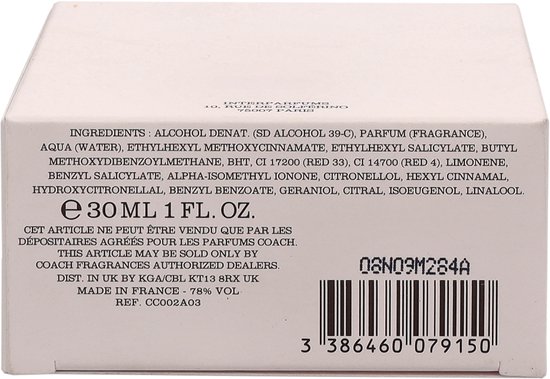 INTERPARFUMS
10, RUE DE SOLFÉRINO
75007 PARIS
INGREDIENTS : ALCOHOL DENAT. (SD ALCOHOL 39-C), PARFUM (FRAGRANCE),
AQUA (WATER), ETHYLHEXYL METHOXYCINNAMATE, ETHYLHEXYL SALICYLATE, BUTYL
METHOXYDIBENZOYLMETHANE, BHT, CI 17200 (RED 33), CI 14700 (RED 4), LIMONENE,
BENZYL SALICYLATE, ALPHA-ISOMETHYL IONONE, CITRONELLOL, HEXYL CINNAMAL,
HYDROXYCITRONELLAL, BENZYL BENZOATE, GERANIOL, CITRAL, ISOEUGENOL, LINALOOL.
℮ 30 ML 1 FL. OZ.
CET ARTICLE NE PEUT ÊTRE VENDU QUE PAR LES
DÉPOSITAIRES AGRÉÉS POUR LES PARFUMS COACH.
THIS ARTICLE MAY BE SOLD ONLY BY
COACH FRAGRANCES AUTHORIZED DEALERS.
DIST. IN UK BY KGA/CBL KT13 8RX UK
MADE IN FRANCE - 78% VOL
REF. CC002A03
08N09M284A
3 386460 079150